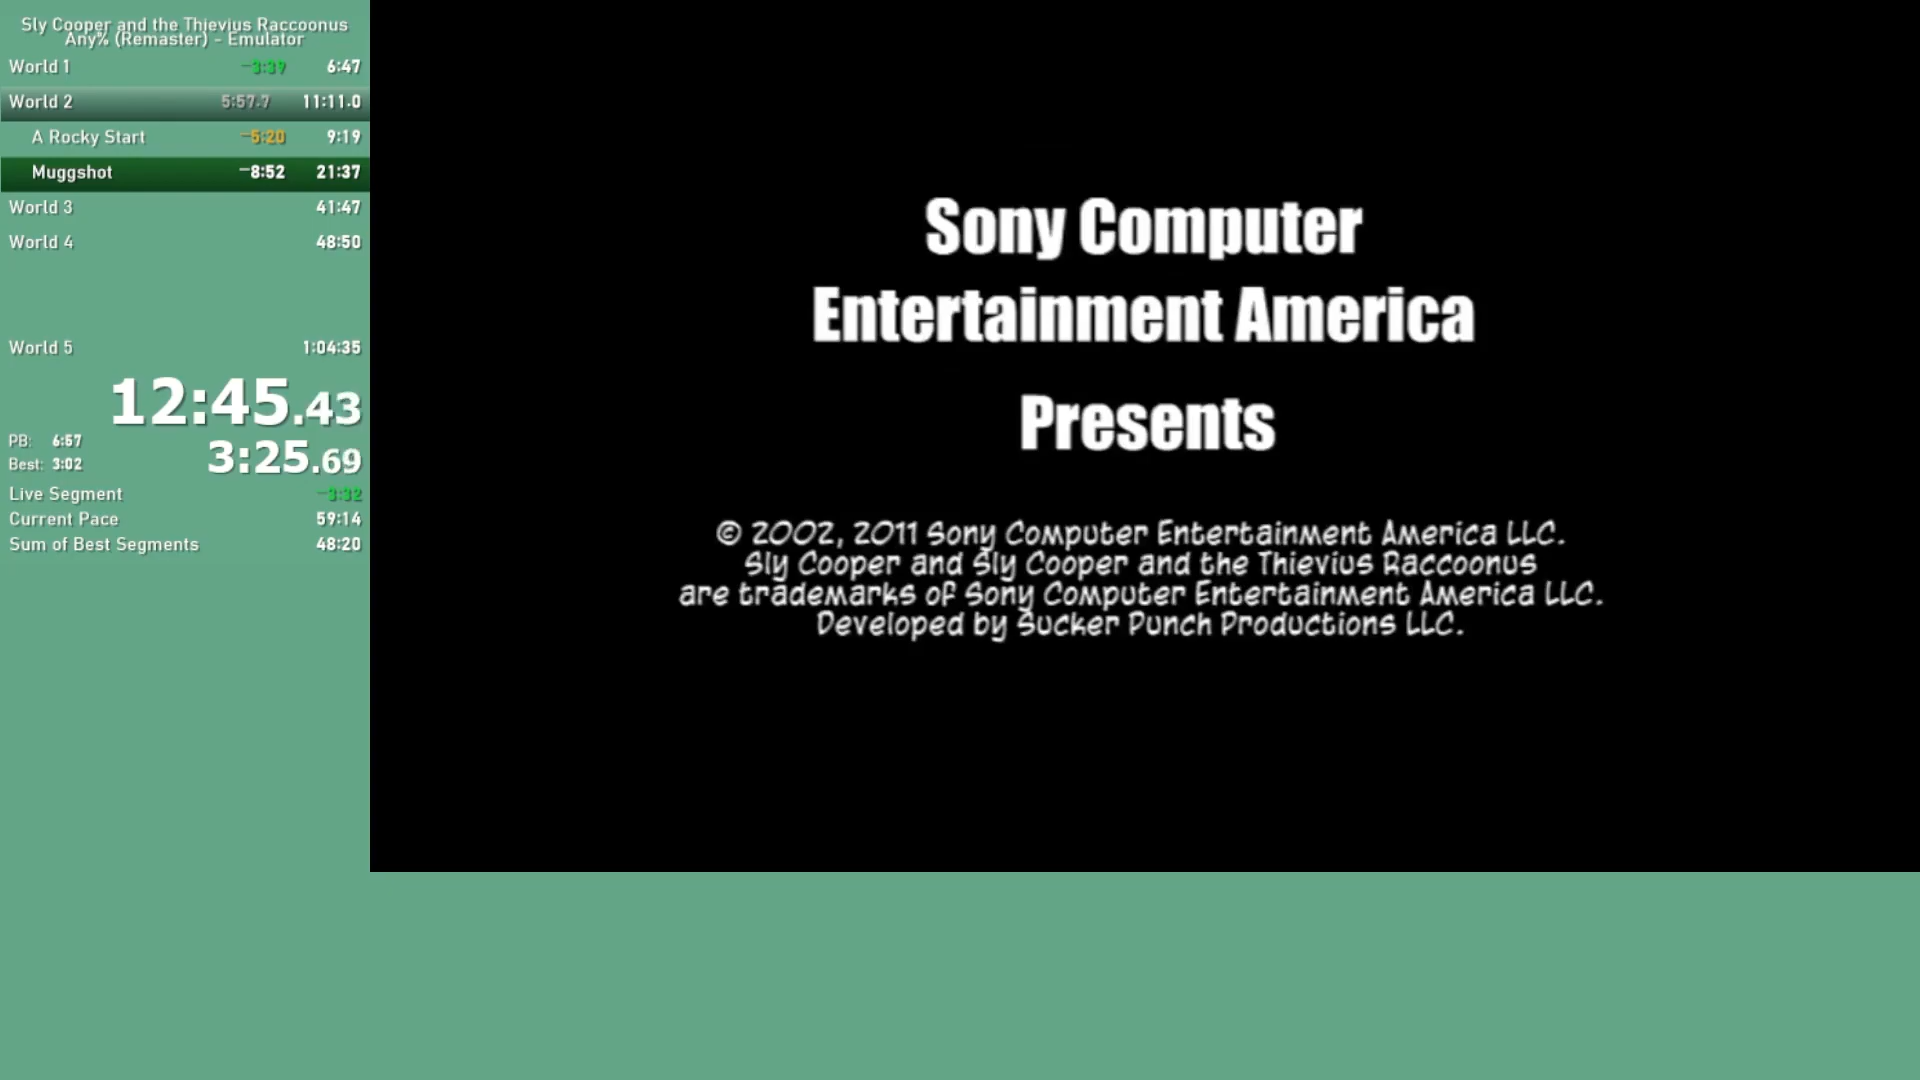 Sly Cooper and the Thievius Raccoonus
Any% (Remaster) - Emulator
World 1 −3:39 6:47
World 2 5:57.7 11:11.0
A Rocky Start −5:20 9:19
Muggshot −8:52 21:37
World 3 41:47
World 4 48:50
World 5 1:04:35
12:45.43
PB: 6:57
Best: 3:02
3:25.69
Live Segment −3:32
Current Pace 59:14
Sum of Best Segments 48:20
Sony Computer
Entertainment America
Presents
© 2002, 2011 Sony Computer Entertainment America LLC.
Sly Cooper and Sly Cooper and the Thievius Raccoonus
are trademarks of Sony Computer Entertainment America LLC.
Developed by Sucker Punch Productions LLC.